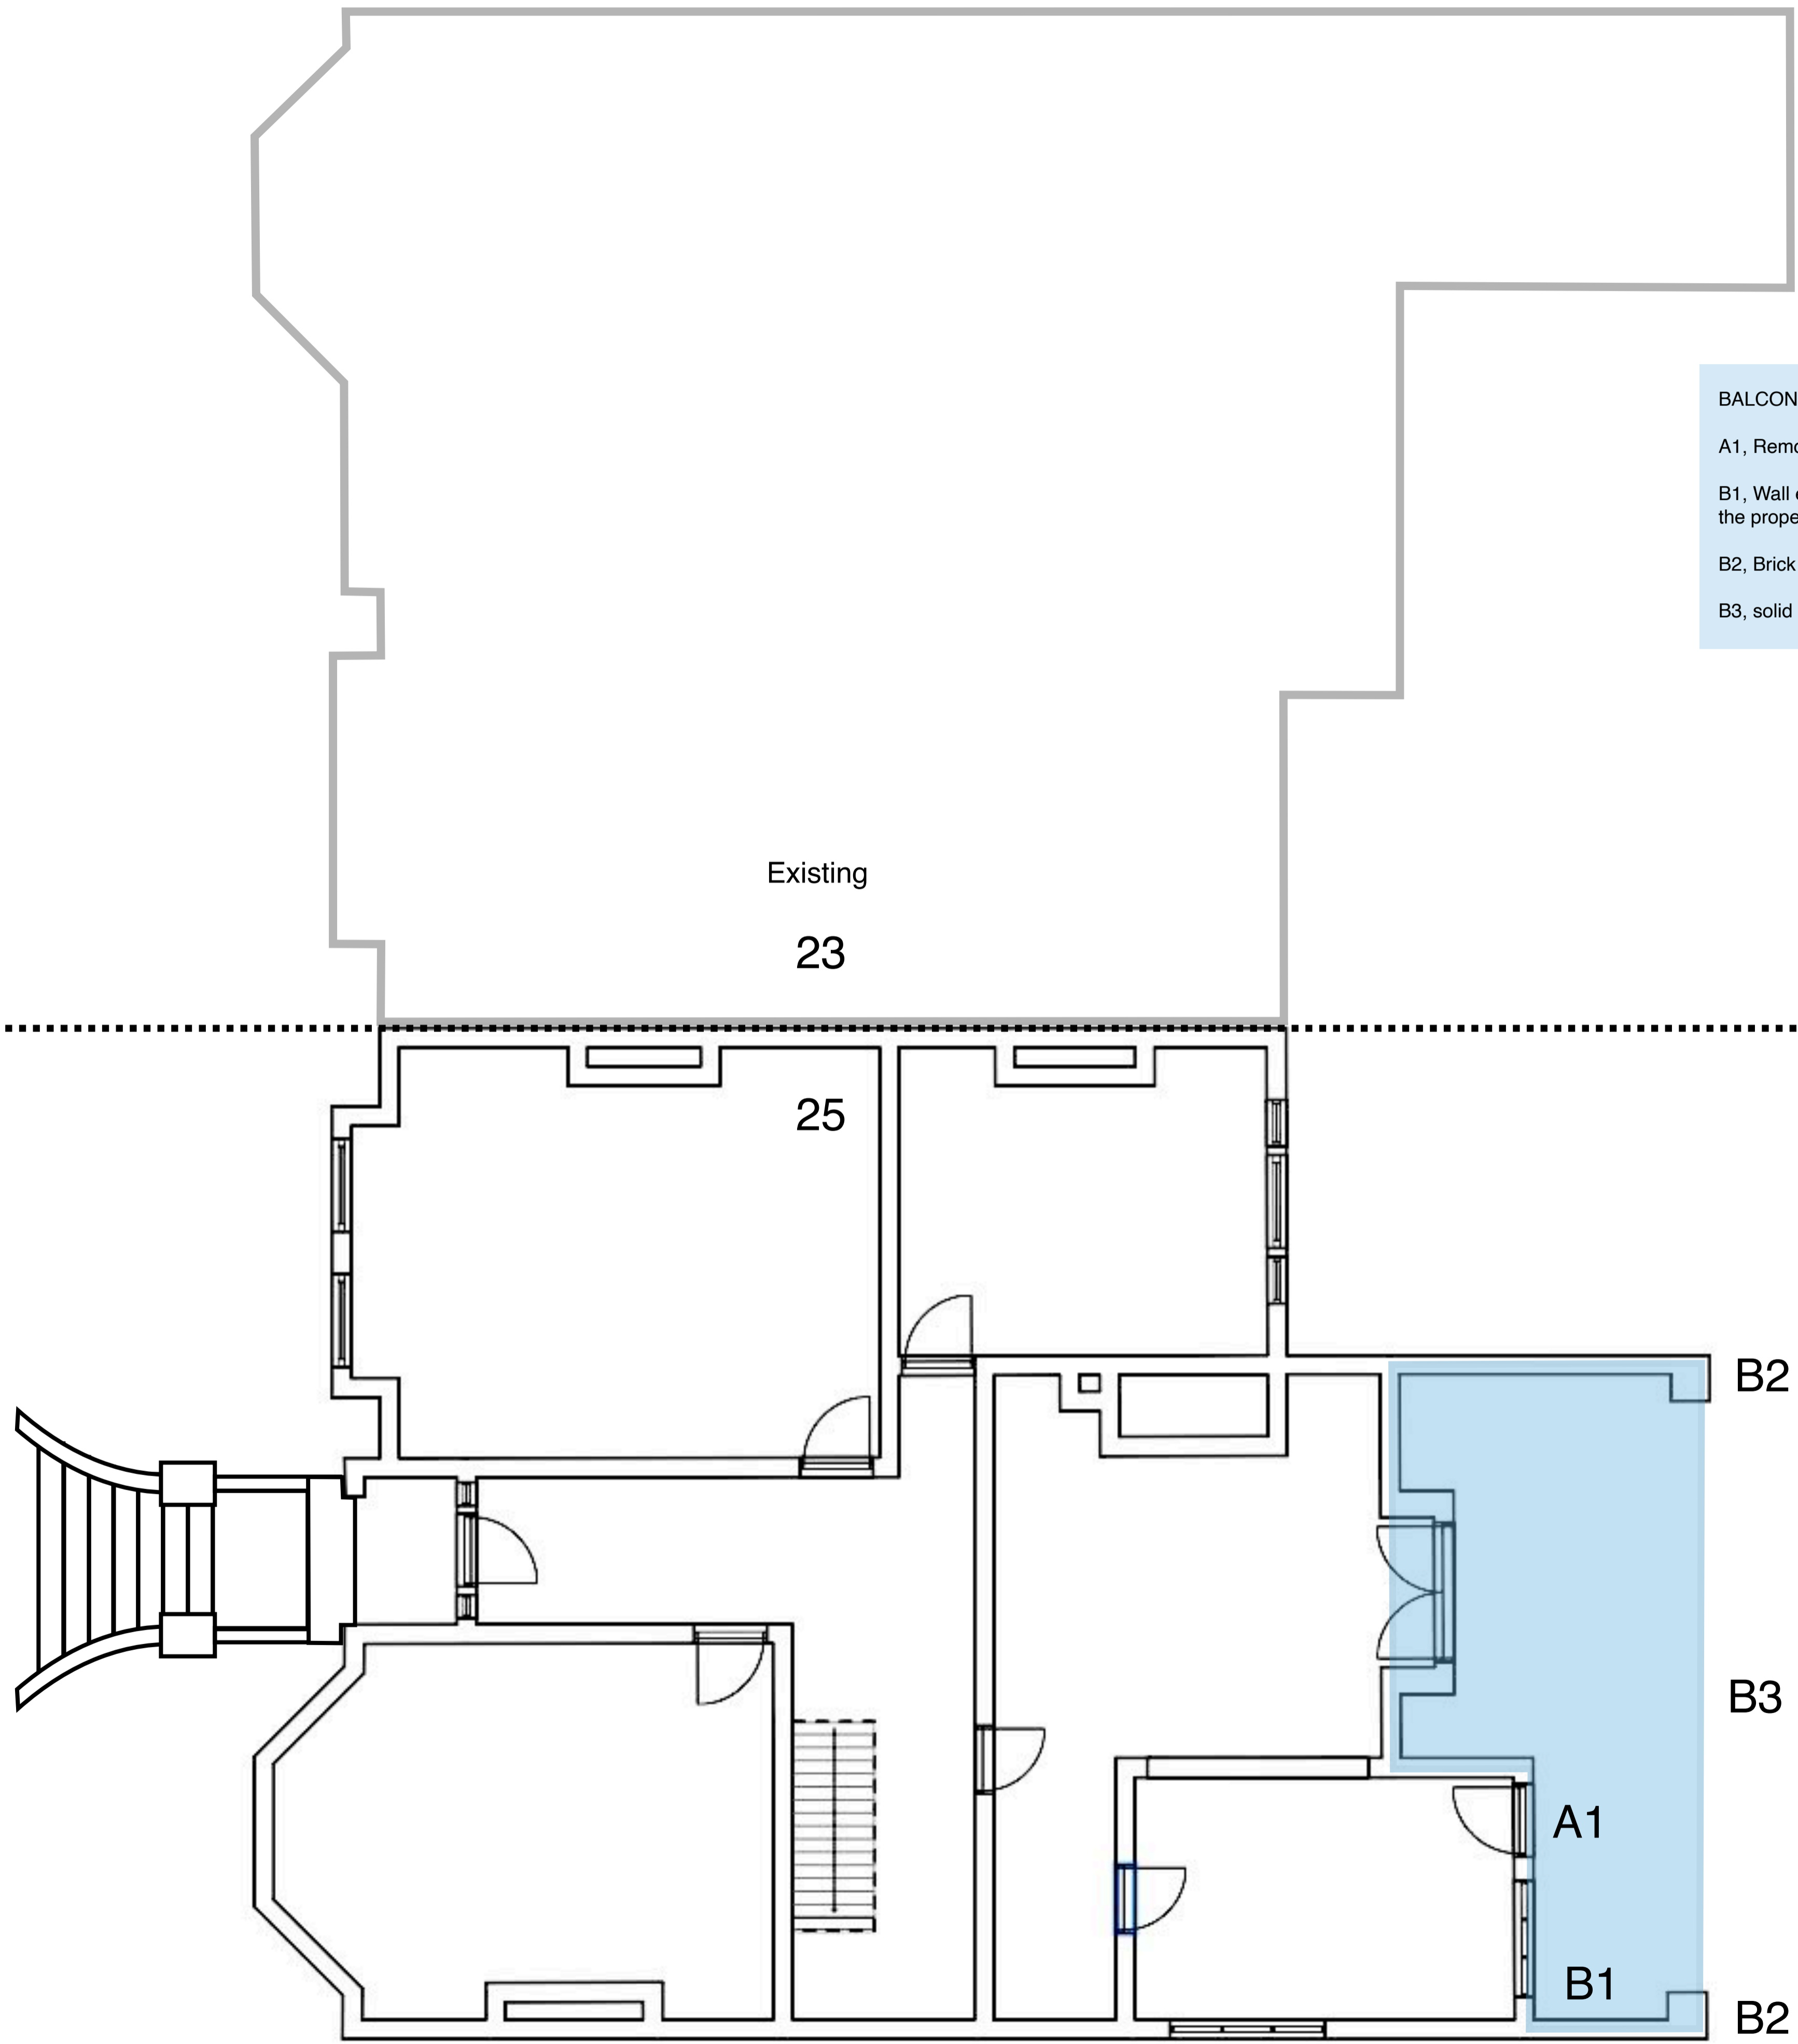 BALCON
A1, Remo
B1, Wall e
the prope
B2, Brick
B3, solid
Existing
23
25
B2
B3
A1
B1
B2